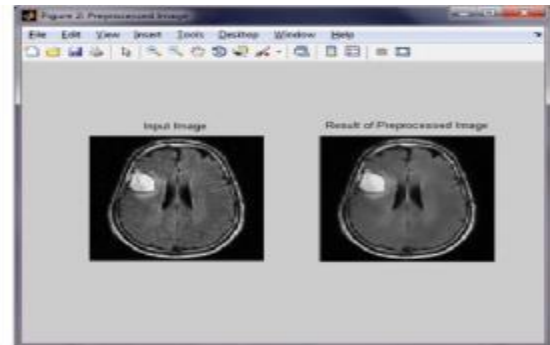 Figure 2: Preprocessed Image
File Edit View Insert Tools Desktop Window Help
Input Image
Result of Preprocessed Image